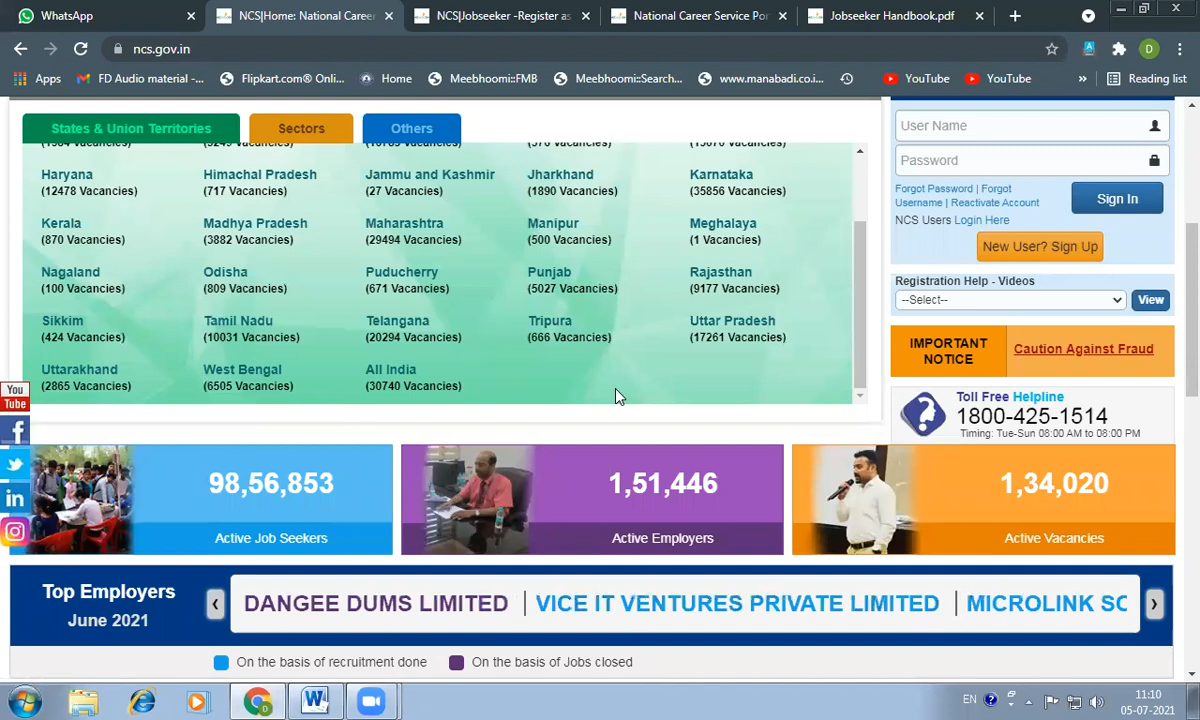 WhatsApp
NCS|Home: National Caree
NCS|Jobseeker -Register as
National Career Service Por
Jobseeker Handbook.pdf
ncs.gov.in
D
Apps
FD Audio material -...
Flipkart.com® Onli...
Home
Meebhoomi::FMB
Meebhoomi::Search...
www.manabadi.co.i...
YouTube
YouTube
»
Reading list
States & Union Territories
Sectors
Others
Haryana
Himachal Pradesh
Jammu and Kashmir
Jharkhand
Karnataka
(12478 Vacancies)
(717 Vacancies)
(27 Vacancies)
(1890 Vacancies)
(35856 Vacancies)
Kerala
Madhya Pradesh
Maharashtra
Manipur
Meghalaya
(870 Vacancies)
(3882 Vacancies)
(29494 Vacancies)
(500 Vacancies)
(1 Vacancies)
Nagaland
Odisha
Puducherry
Punjab
Rajasthan
(100 Vacancies)
(809 Vacancies)
(671 Vacancies)
(5027 Vacancies)
(9177 Vacancies)
Sikkim
Tamil Nadu
Telangana
Tripura
Uttar Pradesh
(424 Vacancies)
(10031 Vacancies)
(20294 Vacancies)
(666 Vacancies)
(17261 Vacancies)
Uttarakhand
West Bengal
All India
(2865 Vacancies)
(6505 Vacancies)
(30740 Vacancies)
User Name
Password
Forgot Password | Forgot
Username | Reactivate Account
NCS Users Login Here
Sign In
New User? Sign Up
Registration Help - Videos
--Select--
View
IMPORTANT
NOTICE
Caution Against Fraud
Toll Free Helpline
1800-425-1514
Timing: Tue-Sun 08:00 AM to 08:00 PM
You
Tube
98,56,853
Active Job Seekers
1,51,446
Active Employers
1,34,020
Active Vacancies
Top Employers
June 2021
DANGEE DUMS LIMITED | VICE IT VENTURES PRIVATE LIMITED | MICROLINK SC
On the basis of recruitment done
On the basis of Jobs closed
EN
11:10
05-07-2021